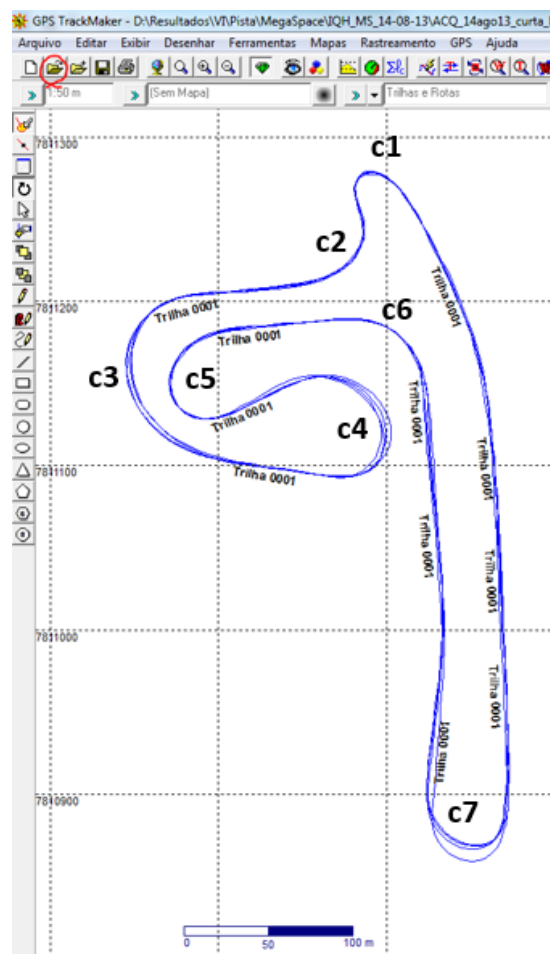 GPS TrackMaker - D:\Resultados\VI\Pista\MegaSpace\IQH_MS_14-08-13\ACQ_14ago13_curta_
Arquivo Editar Exibir Desenhar Ferramentas Mapas Rastreamento GPS Ajuda
1:50 m (Sem Mapa) Trilhas e Rotas
7811300
c1
c2
Trilha 0001
7811200
Trilha 0001
c6
Trilha 0001
c3
c5
Trilha 0001
Trilha 0001
c4
Trilha 0001
7811100
Trilha 0001
Trilha 0001
Trilha 0001
7811000
Trilha 0001
Trilha 0001
7810900
c7
0 50 100 m